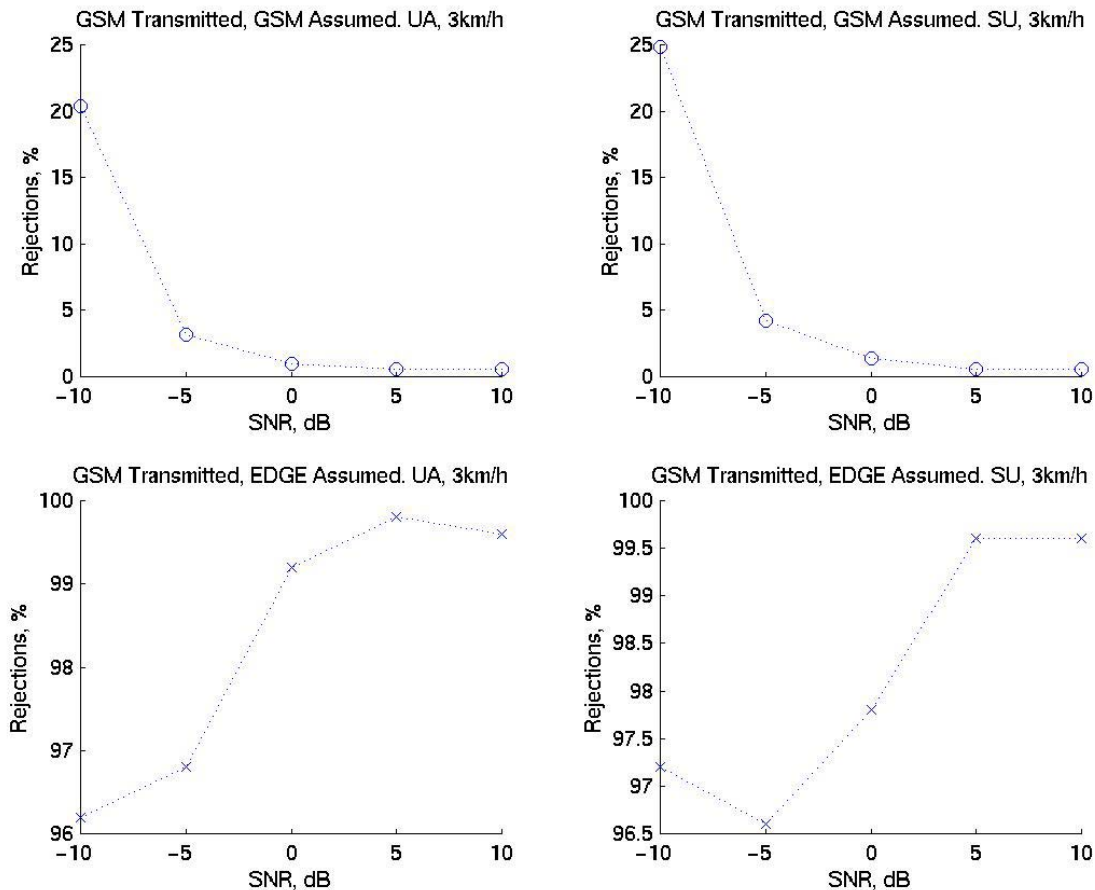 GSM Transmitted, GSM Assumed. UA, 3km/h
25
20
15
10
5
0
Rejections, %
−10 −5 0 5 10
SNR, dB
GSM Transmitted, GSM Assumed. SU, 3km/h
25
20
15
10
5
0
Rejections, %
−10 −5 0 5 10
SNR, dB
GSM Transmitted, EDGE Assumed. UA, 3km/h
100
99
98
97
96
Rejections, %
−10 −5 0 5 10
SNR, dB
GSM Transmitted, EDGE Assumed. SU, 3km/h
100
99.5
99
98.5
98
97.5
97
96.5
Rejections, %
−10 −5 0 5 10
SNR, dB